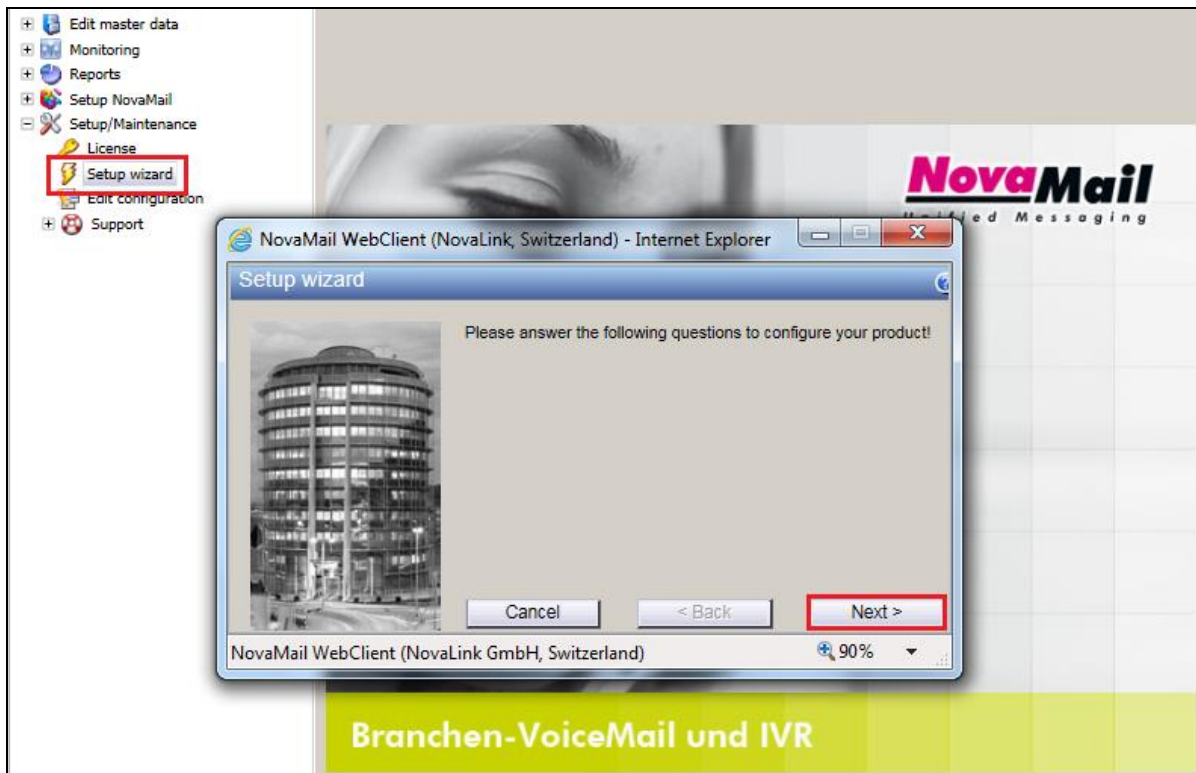 Edit master data
Monitoring
Reports
Setup NovaMail
Setup/Maintenance
License
Setup wizard
Edit configuration
Support
NovaMail
Unified Messaging
NovaMail WebClient (NovaLink, Switzerland) - Internet Explorer
Setup wizard
Please answer the following questions to configure your product!
Cancel
< Back
Next >
NovaMail WebClient (NovaLink GmbH, Switzerland)
90%
Branchen-VoiceMail und IVR